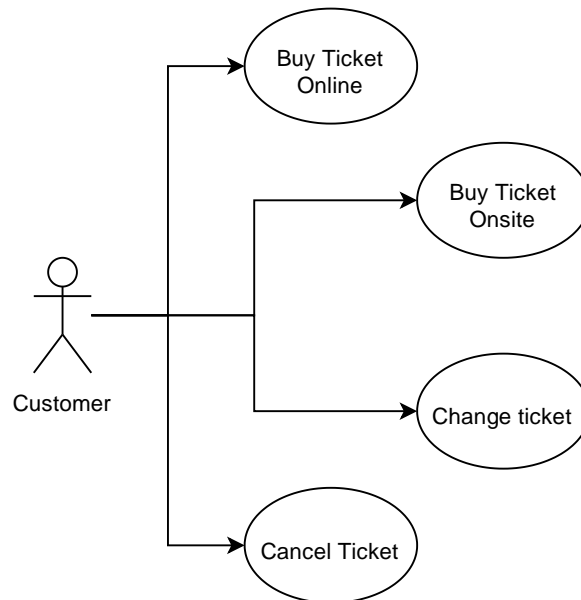 Buy Ticket
Online
Buy Ticket
Onsite
Customer
Change ticket
Cancel Ticket